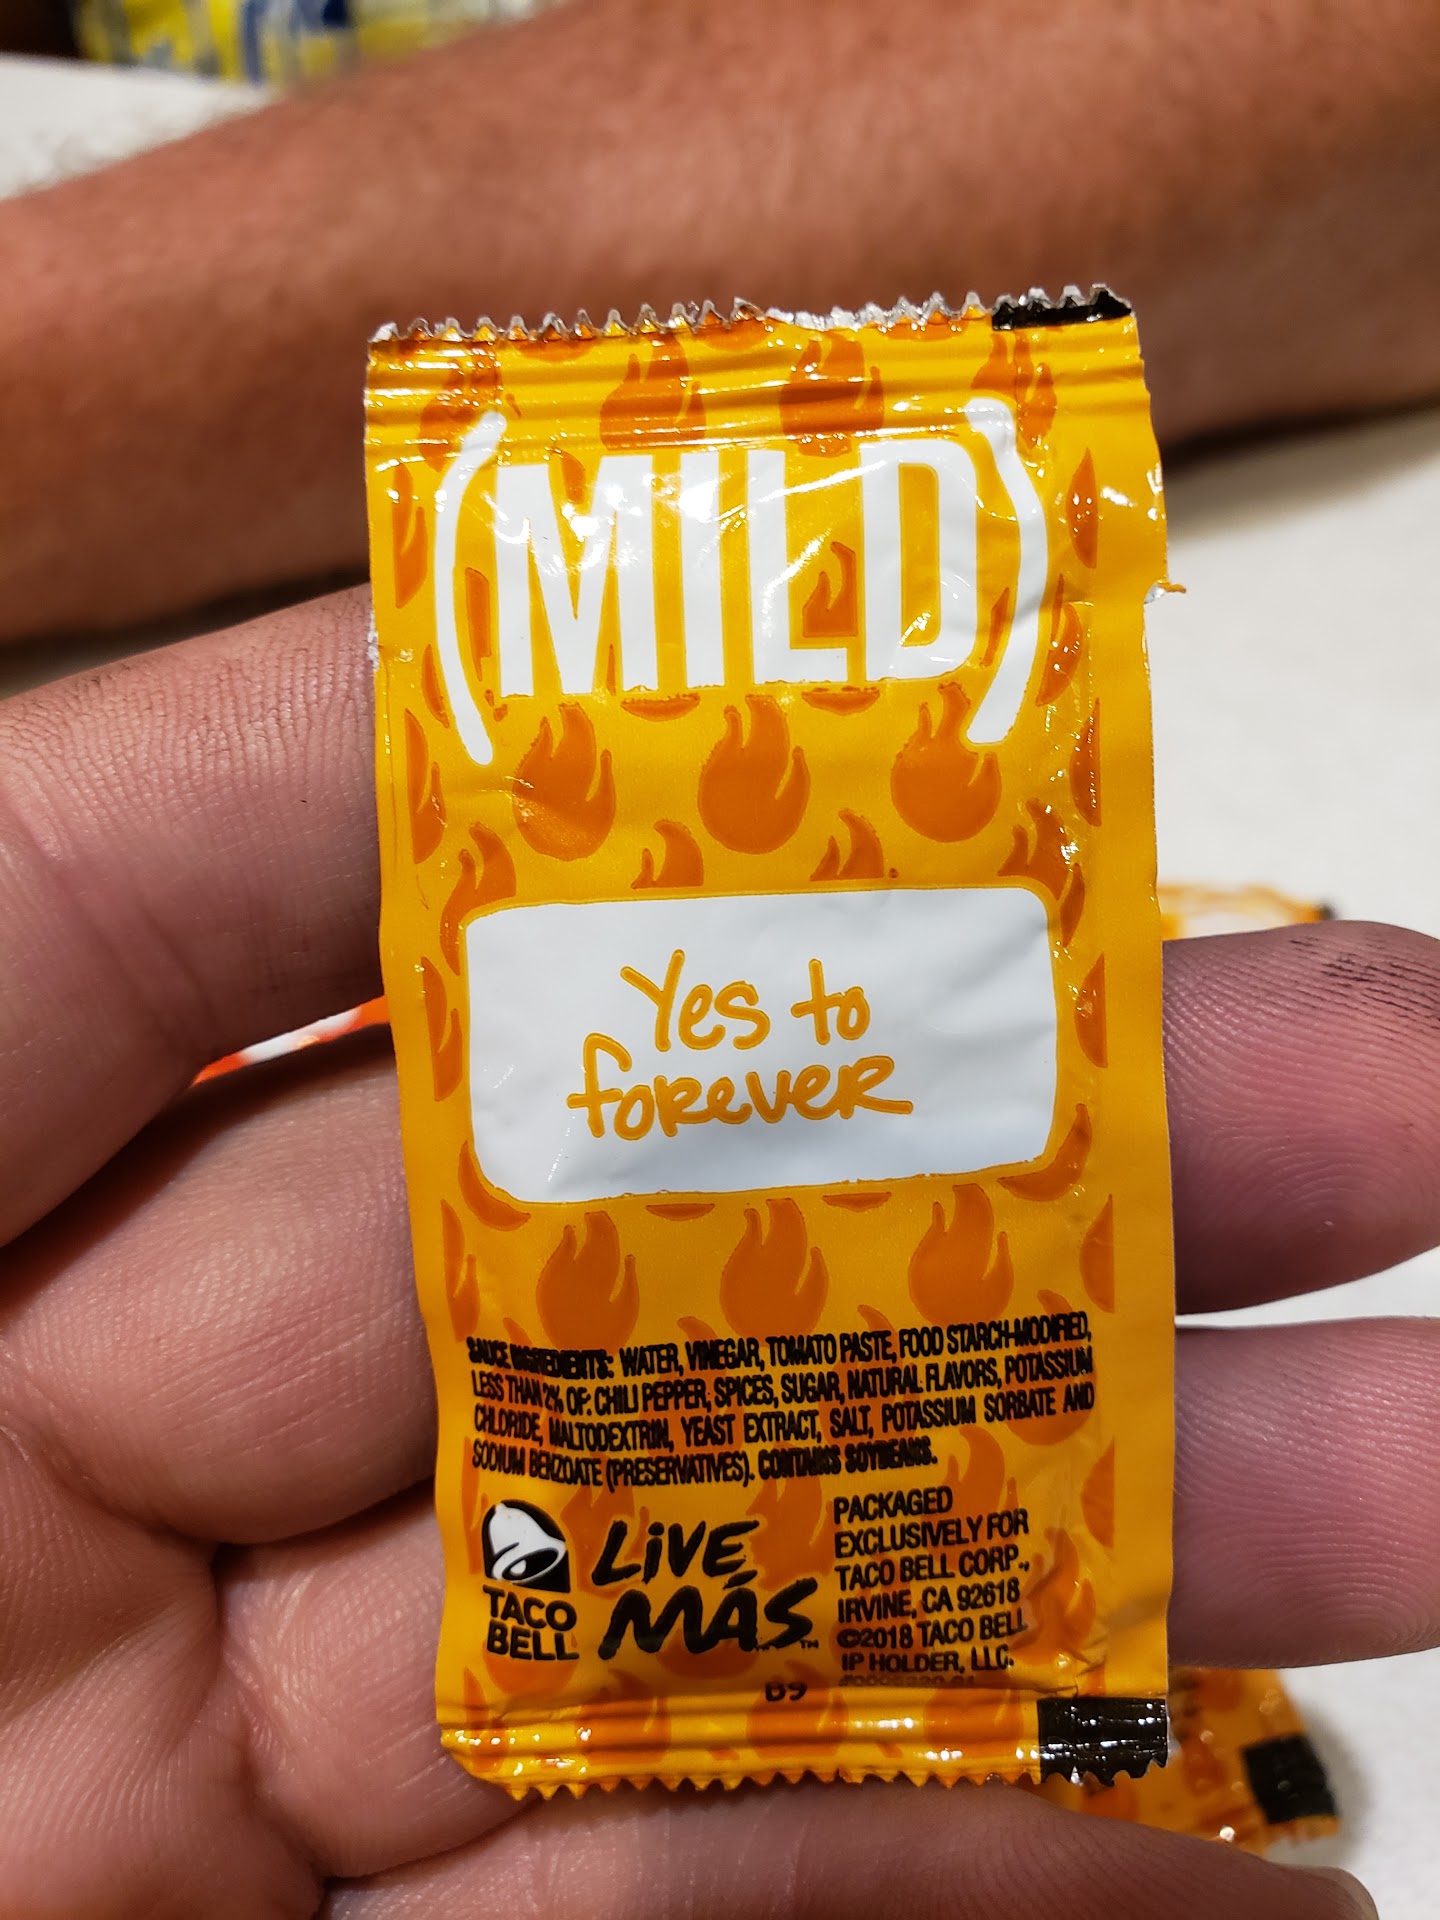 (MILD)
Yes to
forever
SAUCE INGREDIENTS: WATER, VINEGAR, TOMATO PASTE, FOOD STARCH-MODIFIED,
LESS THAN 2% OF: CHILI PEPPER, SPICES, SUGAR, NATURAL FLAVORS, POTASSIUM
CHLORIDE, MALTODEXTRIN, YEAST EXTRACT, SALT, POTASSIUM SORBATE AND
SODIUM BENZOATE (PRESERVATIVES). CONTAINS SOYBEANS.
TACO
BELL
LIVE
MÁS™
PACKAGED
EXCLUSIVELY FOR
TACO BELL CORP.,
IRVINE, CA 92618
©2018 TACO BELL
IP HOLDER, LLC.
B9